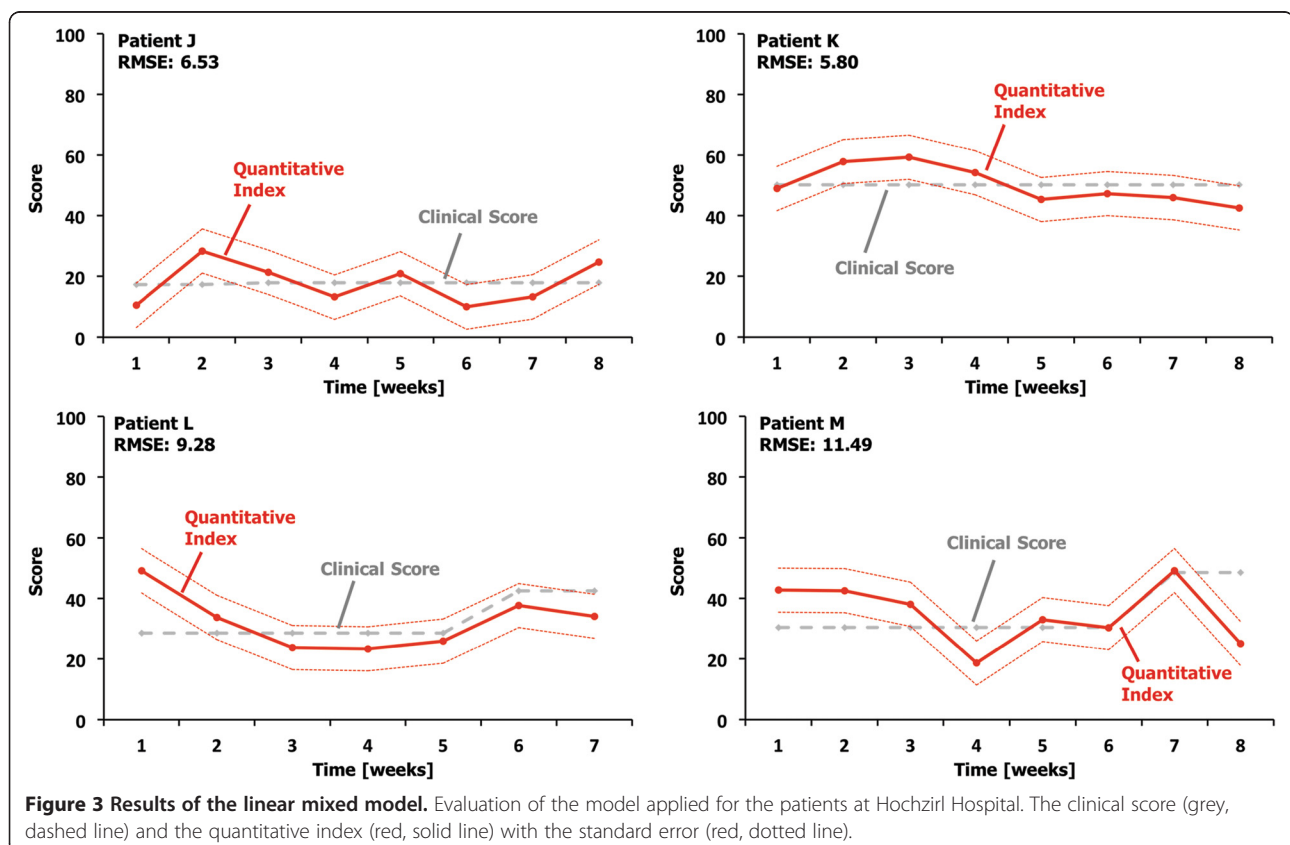 Patient J
RMSE: 6.53
100
80
60
40
20
0
Score
Quantitative
Index
Clinical Score
1 2 3 4 5 6 7 8
Time [weeks]
Patient K
RMSE: 5.80
100
80
60
40
20
0
Score
Quantitative
Index
Clinical Score
1 2 3 4 5 6 7 8
Time [weeks]
Patient L
RMSE: 9.28
100
80
60
40
20
0
Score
Quantitative
Index
Clinical Score
1 2 3 4 5 6 7
Time [weeks]
Patient M
RMSE: 11.49
100
80
60
40
20
0
Score
Clinical Score
Quantitative
Index
1 2 3 4 5 6 7 8
Time [weeks]
Figure 3 Results of the linear mixed model. Evaluation of the model applied for the patients at Hochzirl Hospital. The clinical score (grey,
dashed line) and the quantitative index (red, solid line) with the standard error (red, dotted line).